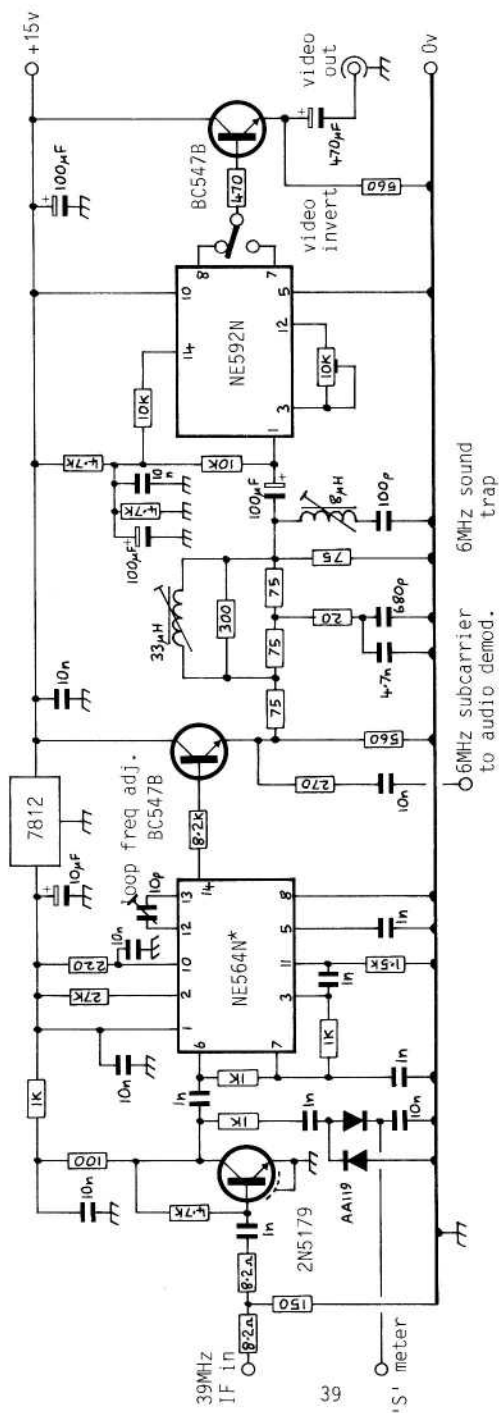 +15v
100µF
+
BC547B
470
video
out
470µF
+
560
0v
video
invert
10
8
7
14
NE592N
5
12
3
1
10K
10K
4.7K
10n
4.7K
100µF
+
10K
100µF
+
8µH
100p
6MHz sound
trap
33µH
300
75
75
75
75
20
680p
4.7n
6MHz subcarrier
to audio demod.
10n
7812
10µF
+
loop freq adj.
BC547B
10p
8.2K
560
270
10n
13
12
14
10n
220
10
27K
2
1
NE564N*
8
5
11
3
6
7
1n
1n
1.5K
1K
10n
1K
1K
1n
1n
1K
1n
10n
100
10n
4.7K
AA119
2N5179
1n
8.2Ω
8.2Ω
150
39MHz
IF in
39
'S' meter